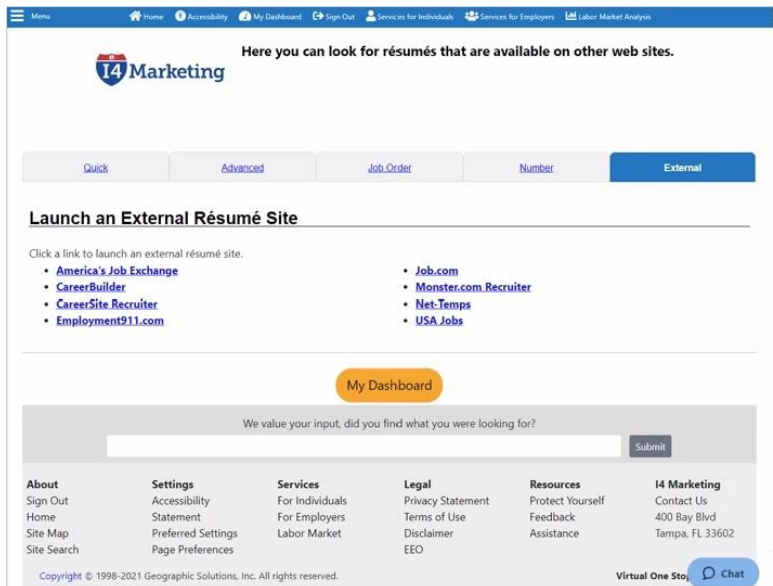 Menu Home Accessibility My Dashboard Sign Out Services for Individuals Services for Employers Labor Market Analysis
I4 Marketing
Here you can look for résumés that are available on other web sites.
Quick Advanced Job Order Number External
Launch an External Résumé Site
Click a link to launch an external résumé site.
• America's Job Exchange
• CareerBuilder
• CareerSite Recruiter
• Employment911.com
• Job.com
• Monster.com Recruiter
• Net-Temps
• USA Jobs
My Dashboard
We value your input, did you find what you were looking for?
Submit
About
Sign Out
Home
Site Map
Site Search
Settings
Accessibility
Statement
Preferred Settings
Page Preferences
Services
For Individuals
For Employers
Labor Market
Legal
Privacy Statement
Terms of Use
Disclaimer
EEO
Resources
Protect Yourself
Feedback
Assistance
I4 Marketing
Contact Us
400 Bay Blvd
Tampa, FL 33602
Copyright © 1998-2021 Geographic Solutions, Inc. All rights reserved.
Virtual One
Chat